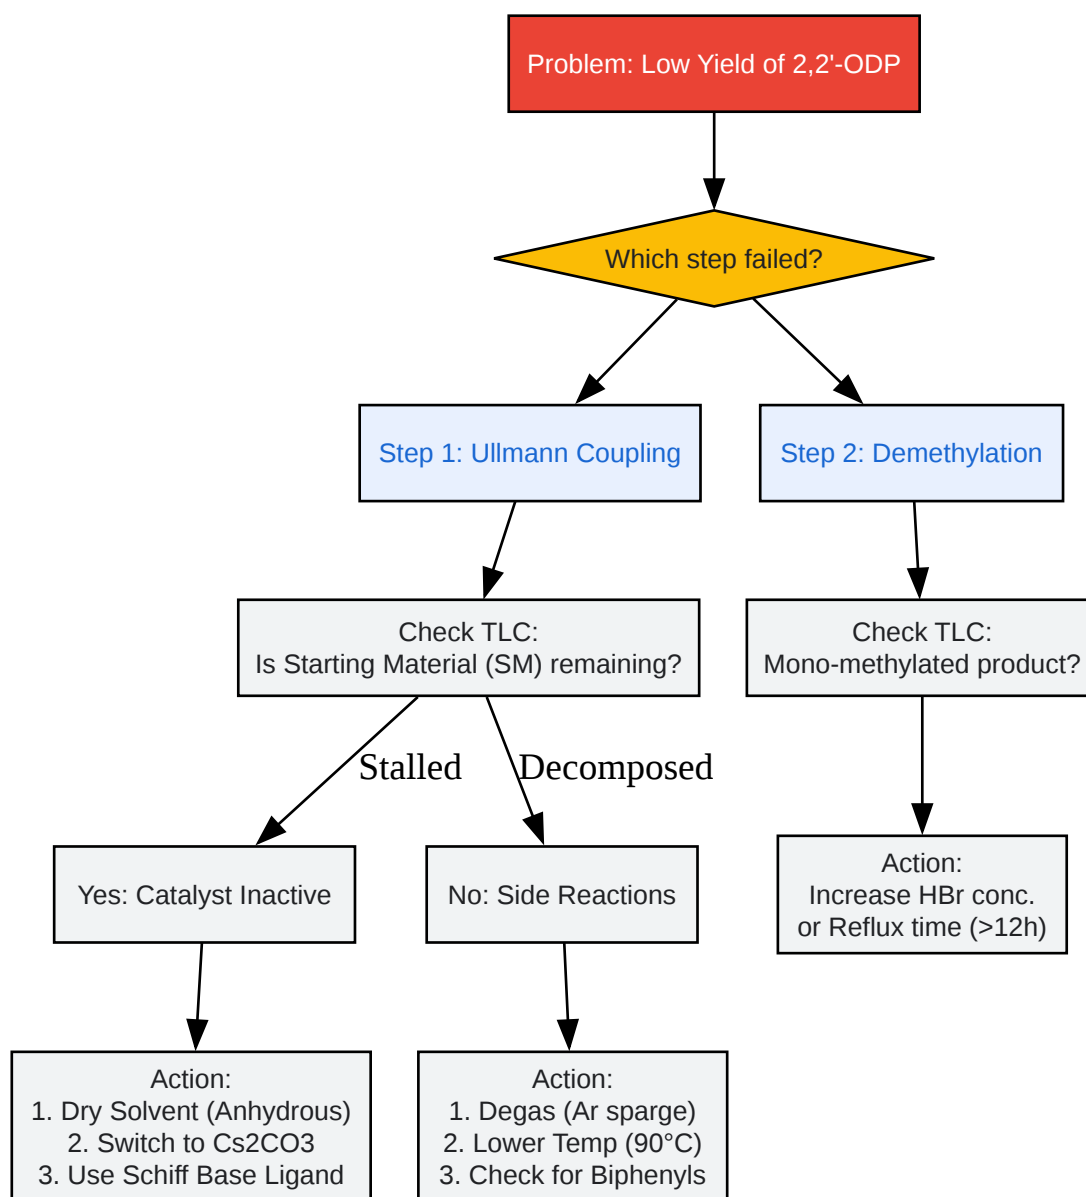 Problem: Low Yield of 2,2'-ODP
Which step failed?
Step 1: Ullmann Coupling
Step 2: Demethylation
Check TLC:
Is Starting Material (SM) remaining?
Check TLC:
Mono-methylated product?
Stalled
Decomposed
Yes: Catalyst Inactive
No: Side Reactions
Action:
Increase HBr conc.
or Reflux time (>12h)
Action:
1. Dry Solvent (Anhydrous)
2. Switch to Cs2CO3
3. Use Schiff Base Ligand
Action:
1. Degas (Ar sparge)
2. Lower Temp (90°C)
3. Check for Biphenyls